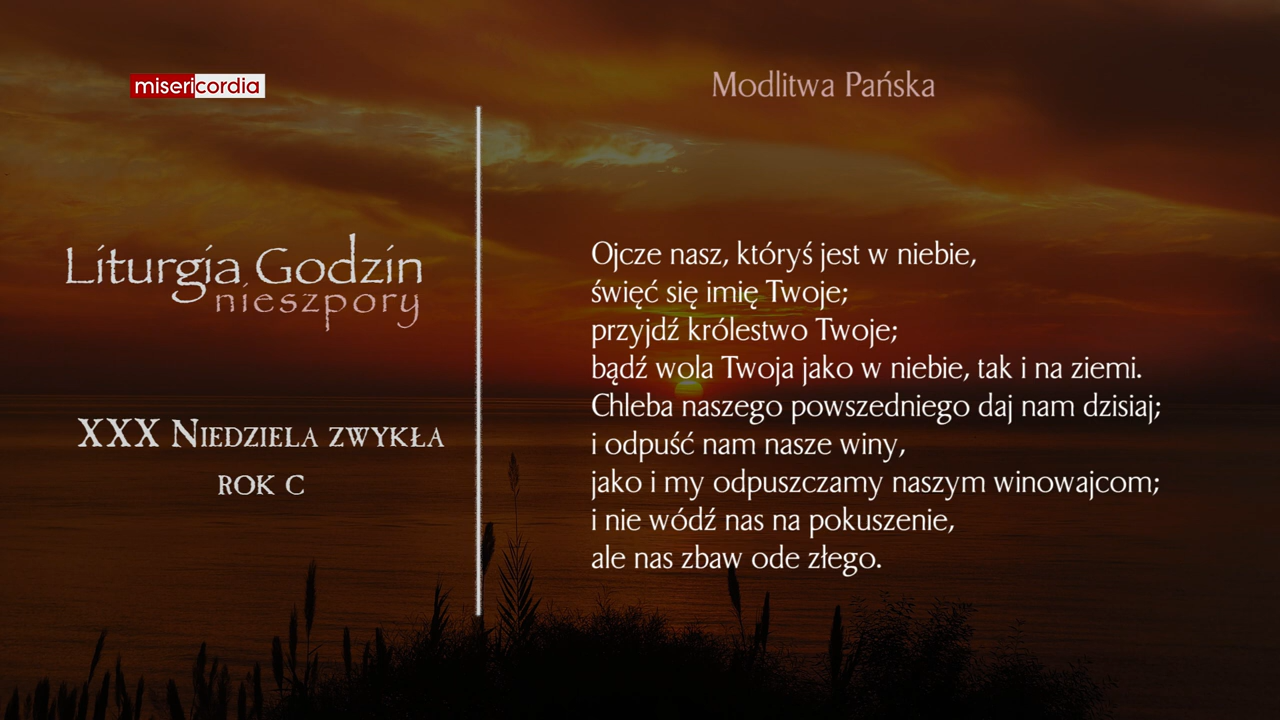 misericordia
Modlitwa Pańska
Liturgia Godzin
nieszpory
XXX Niedziela zwykła
rok C
Ojcze nasz, któryś jest w niebie,
święć się imię Twoje;
przyjdź królestwo Twoje;
bądź wola Twoja jako w niebie, tak i na ziemi.
Chleba naszego powszedniego daj nam dzisiaj;
i odpuść nam nasze winy,
jako i my odpuszczamy naszym winowajcom;
i nie wódź nas na pokuszenie,
ale nas zbaw ode złego.